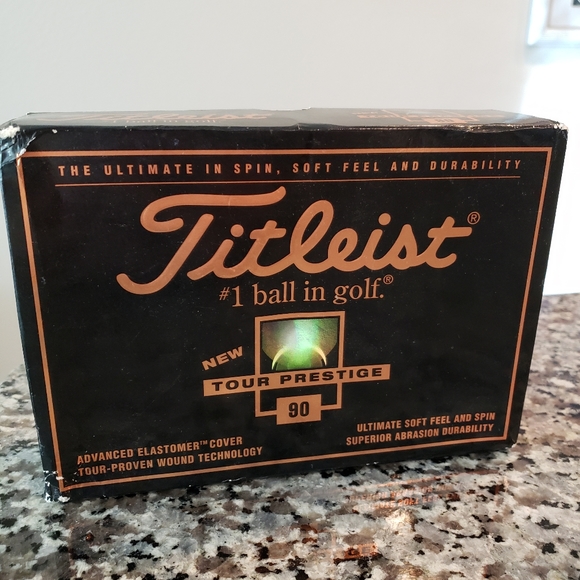 THE ULTIMATE IN SPIN, SOFT FEEL AND DURABILITY
Titleist®
#1 ball in golf.®
NEW
TOUR PRESTIGE
90
ADVANCED ELASTOMER™ COVER
TOUR-PROVEN WOUND TECHNOLOGY
ULTIMATE SOFT FEEL AND SPIN
SUPERIOR ABRASION DURABILITY